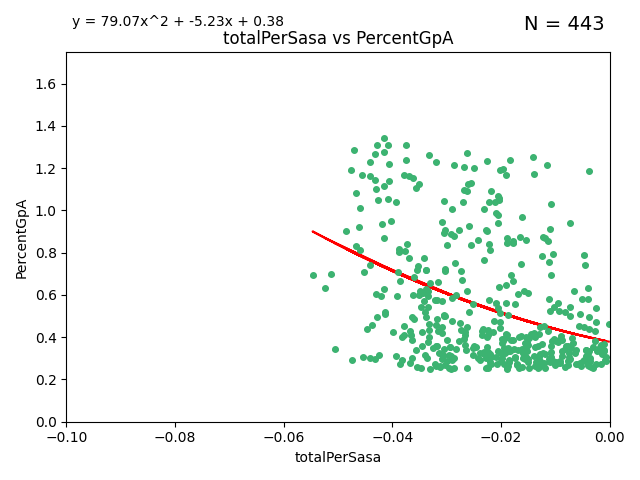 y = 79.07x^2 + -5.23x + 0.38
N = 443
totalPerSasa vs PercentGpA
PercentGpA
1.6
1.4
1.2
1.0
0.8
0.6
0.4
0.2
0.0
−0.10 −0.08 −0.06 −0.04 −0.02 0.00
totalPerSasa